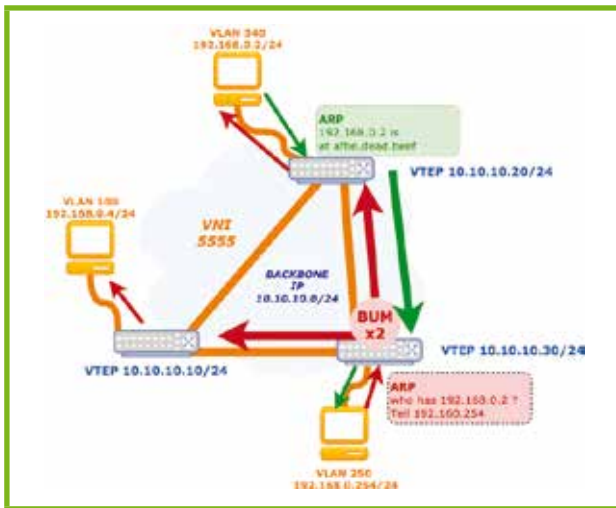 VLAN 340
192.168.0.2/24
ARP
192.168.0.2 is
at affe.dead.beef
VTEP 10.10.10.20/24
192.168.0.4/24
VNI
5555
BACKBONE
IP
10.10.10.0/24
BUM
x2
VTEP 10.10.10.10/24
VTEP 10.10.10.30/24
ARP
who has 192.168.0.2 ?
Tell 192.160.254
VLAN 250
192.168.0.254/24